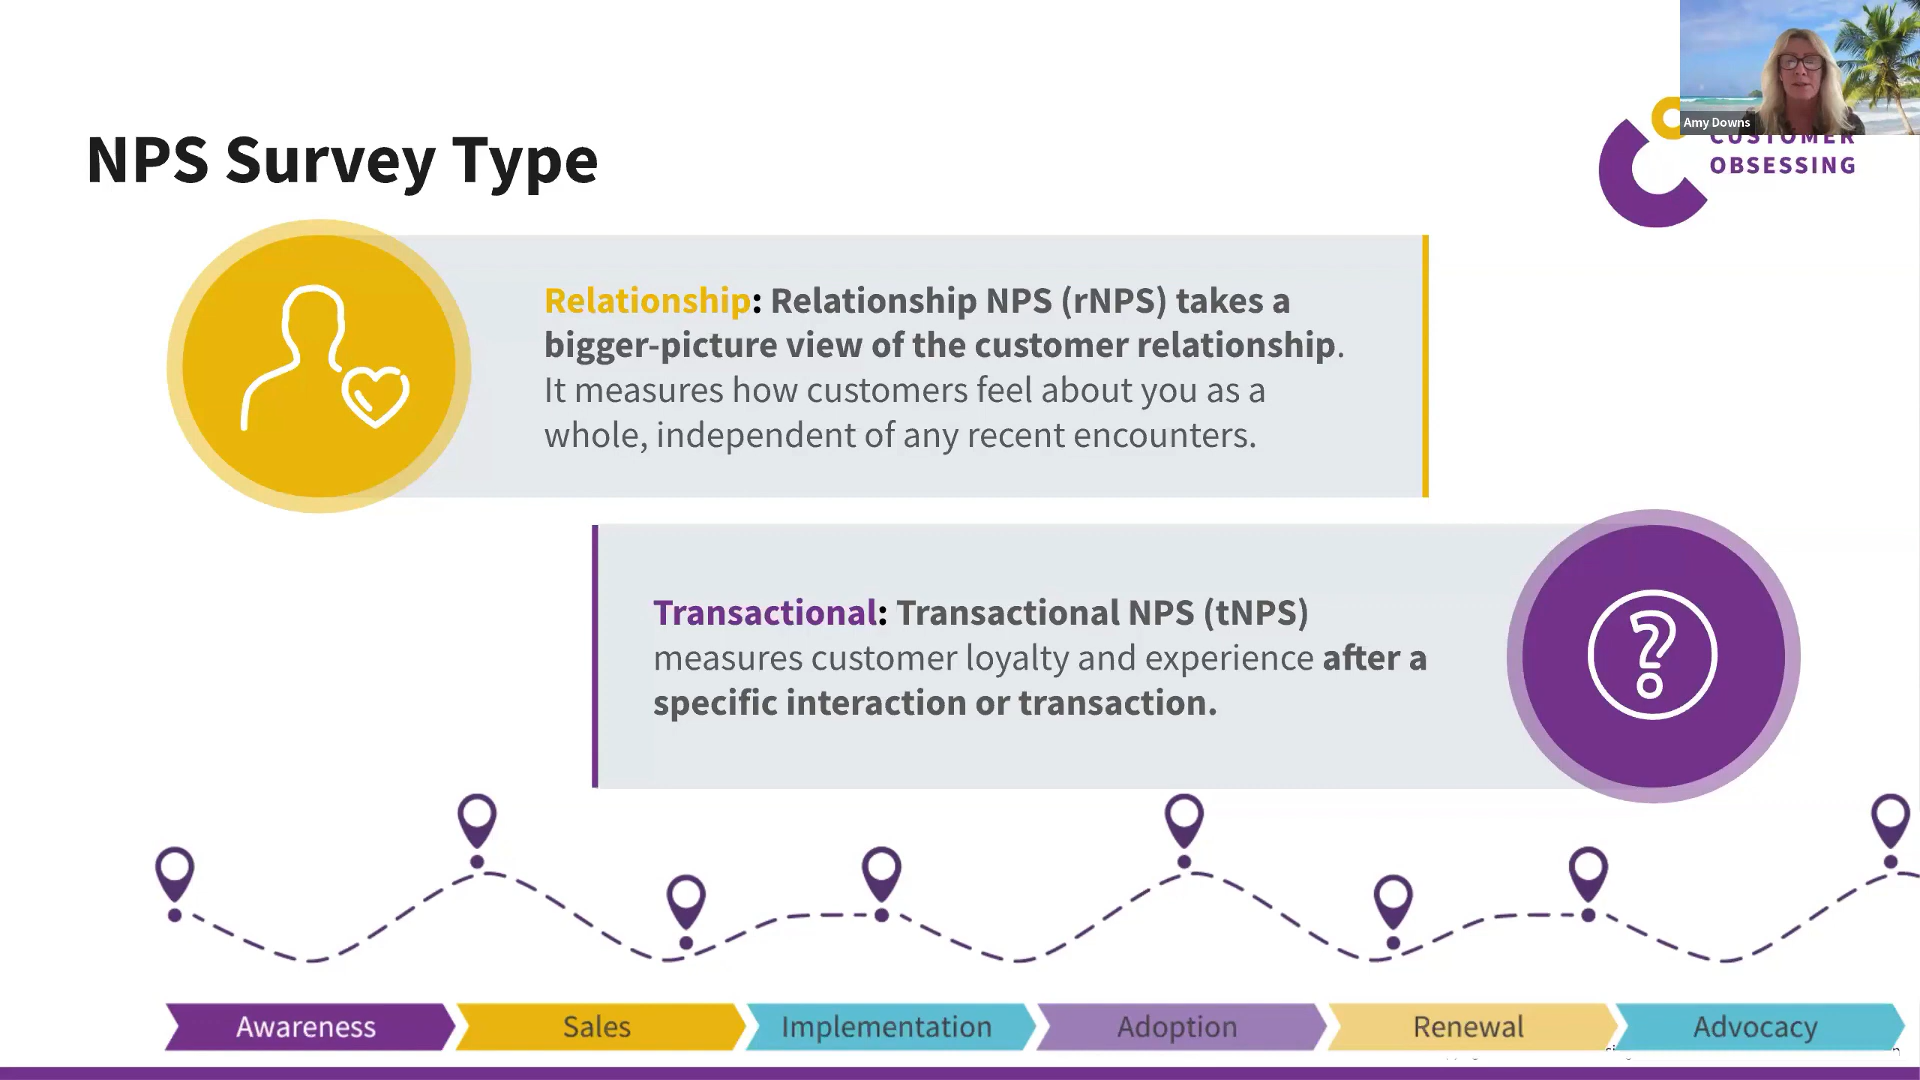 Amy Downs
CUSTOMER
OBSESSING
NPS Survey Type
Relationship: Relationship NPS (rNPS) takes a
bigger-picture view of the customer relationship.
It measures how customers feel about you as a
whole, independent of any recent encounters.
Transactional: Transactional NPS (tNPS)
measures customer loyalty and experience after a
specific interaction or transaction.
Awareness
Sales
Implementation
Adoption
Renewal
Advocacy